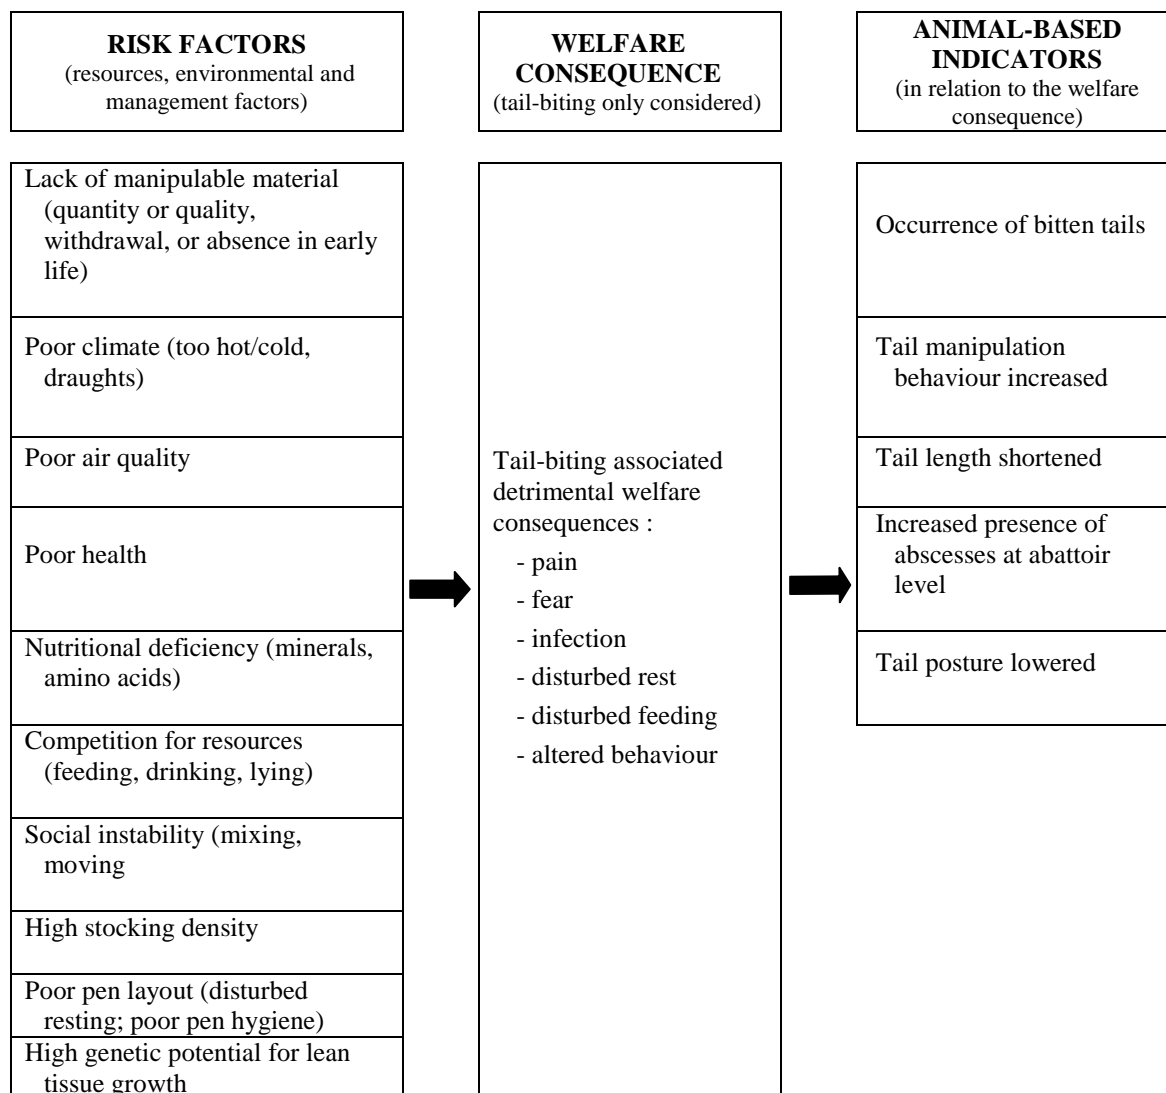 RISK FACTORS
(resources, environmental and
management factors)
WELFARE
CONSEQUENCE
(tail-biting only considered)
ANIMAL-BASED
INDICATORS
(in relation to the welfare
consequence)
Lack of manipulable material
(quantity or quality,
withdrawal, or absence in early
life)
Poor climate (too hot/cold,
draughts)
Poor air quality
Poor health
Nutritional deficiency (minerals,
amino acids)
Competition for resources
(feeding, drinking, lying)
Social instability (mixing,
moving
High stocking density
Poor pen layout (disturbed
resting; poor pen hygiene)
High genetic potential for lean
tissue growth
Tail-biting associated
detrimental welfare
consequences :
- pain
- fear
- infection
- disturbed rest
- disturbed feeding
- altered behaviour
Occurrence of bitten tails
Tail manipulation
behaviour increased
Tail length shortened
Increased presence of
abscesses at abattoir
level
Tail posture lowered